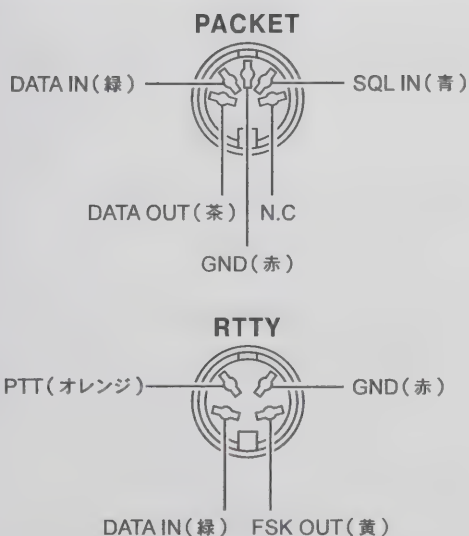 PACKET
DATA IN(緑)
SQL IN(青)
DATA OUT(茶)
N.C
GND(赤)
RTTY
PTT(オレンジ)
GND(赤)
DATA IN(緑)
FSK OUT(黄)